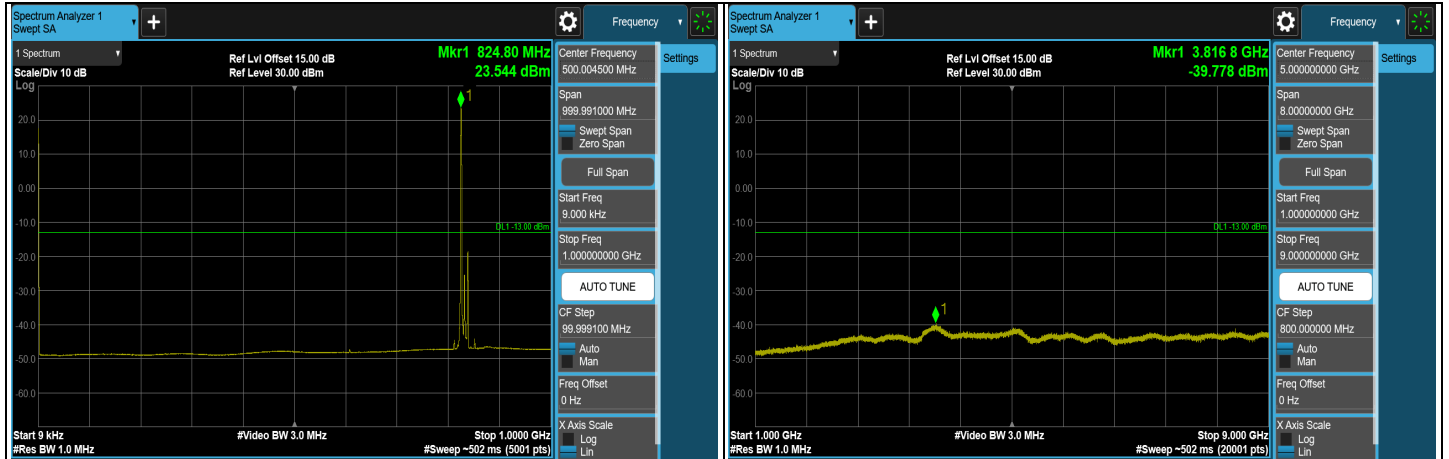 Spectrum Analyzer 1
Swept SA
+
Frequency
1 Spectrum
Scale/Div 10 dB
Log
Ref Lvl Offset 15.00 dB
Ref Level 30.00 dBm
Mkr1 824.80 MHz
23.544 dBm
1
20.0
10.0
0.00
-10.0
-20.0
-30.0
-40.0
-50.0
-60.0
DL1 -13.00 dBm
Start 9 kHz
#Res BW 1.0 MHz
#Video BW 3.0 MHz
Stop 1.0000 GHz
#Sweep ~502 ms (5001 pts)
Center Frequency
500.004500 MHz
Settings
Span
999.991000 MHz
Swept Span
Zero Span
Full Span
Start Freq
9.000 kHz
Stop Freq
1.000000000 GHz
AUTO TUNE
CF Step
99.999100 MHz
Auto
Man
Freq Offset
0 Hz
X Axis Scale
Log
Lin
Spectrum Analyzer 1
Swept SA
+
Frequency
1 Spectrum
Scale/Div 10 dB
Log
Ref Lvl Offset 15.00 dB
Ref Level 30.00 dBm
Mkr1 3.816 8 GHz
-39.778 dBm
1
20.0
10.0
0.00
-10.0
-20.0
-30.0
-40.0
-50.0
-60.0
DL1 -13.00 dBm
Start 1.000 GHz
#Res BW 1.0 MHz
#Video BW 3.0 MHz
Stop 9.000 GHz
#Sweep ~502 ms (20001 pts)
Center Frequency
5.000000000 GHz
Settings
Span
8.00000000 GHz
Swept Span
Zero Span
Full Span
Start Freq
1.000000000 GHz
Stop Freq
9.000000000 GHz
AUTO TUNE
CF Step
800.000000 MHz
Auto
Man
Freq Offset
0 Hz
X Axis Scale
Log
Lin